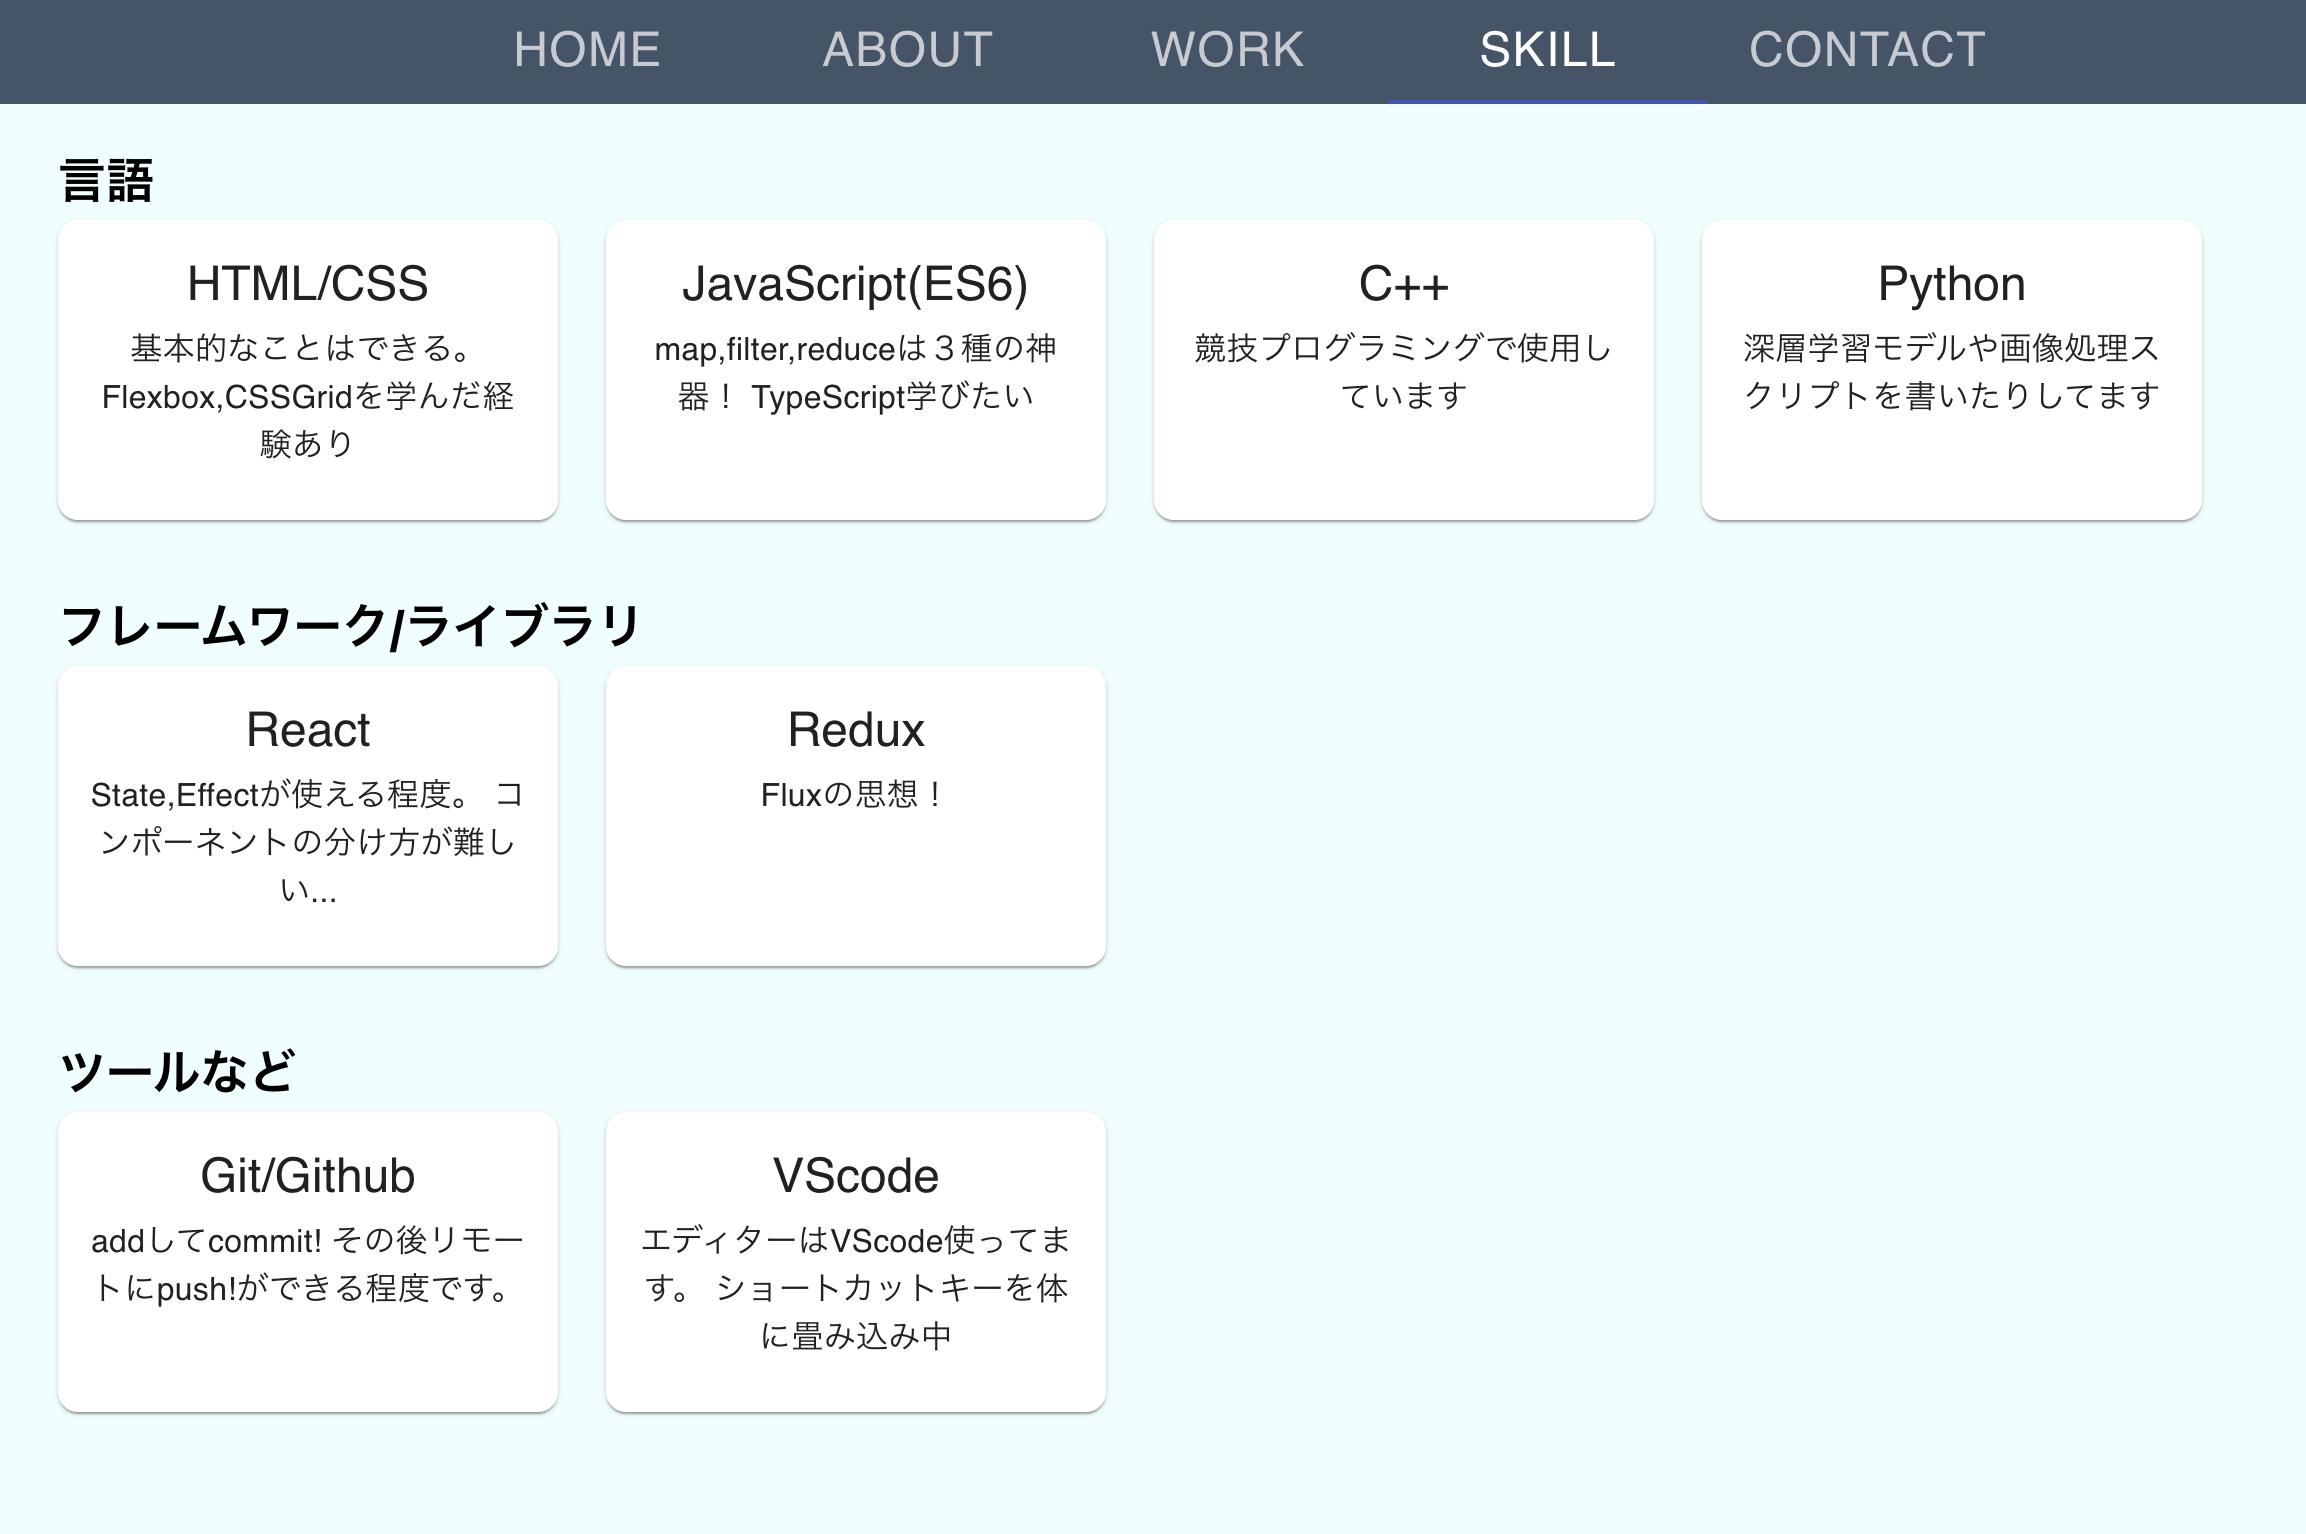 HOME ABOUT WORK SKILL CONTACT
言語
HTML/CSS
基本的なことはできる。
Flexbox,CSSGridを学んだ経
験あり
JavaScript(ES6)
map,filter,reduceは３種の神
器！ TypeScript学びたい
C++
競技プログラミングで使用し
ています
Python
深層学習モデルや画像処理ス
クリプトを書いたりしてます
フレームワーク/ライブラリ
React
State,Effectが使える程度。 コ
ンポーネントの分け方が難し
い...
Redux
Fluxの思想！
ツールなど
Git/Github
addしてcommit! その後リモー
トにpush!ができる程度です。
VScode
エディターはVScode使ってま
す。 ショートカットキーを体
に畳み込み中